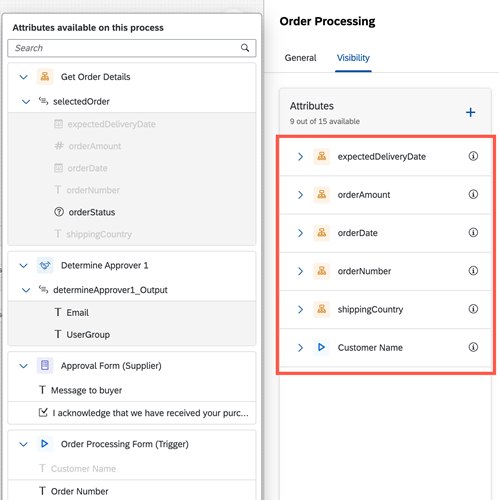 Attributes available on this process
Search
Get Order Details
selectedOrder
expectedDeliveryDate
orderAmount
orderDate
orderNumber
orderStatus
shippingCountry
Determine Approver 1
determineApprover1_Output
Email
UserGroup
Approval Form (Supplier)
Message to buyer
I acknowledge that we have received your purc...
Order Processing Form (Trigger)
Customer Name
Order Number
Order Processing
General Visibility
Attributes
9 out of 15 available
expectedDeliveryDate
orderAmount
orderDate
orderNumber
shippingCountry
Customer Name